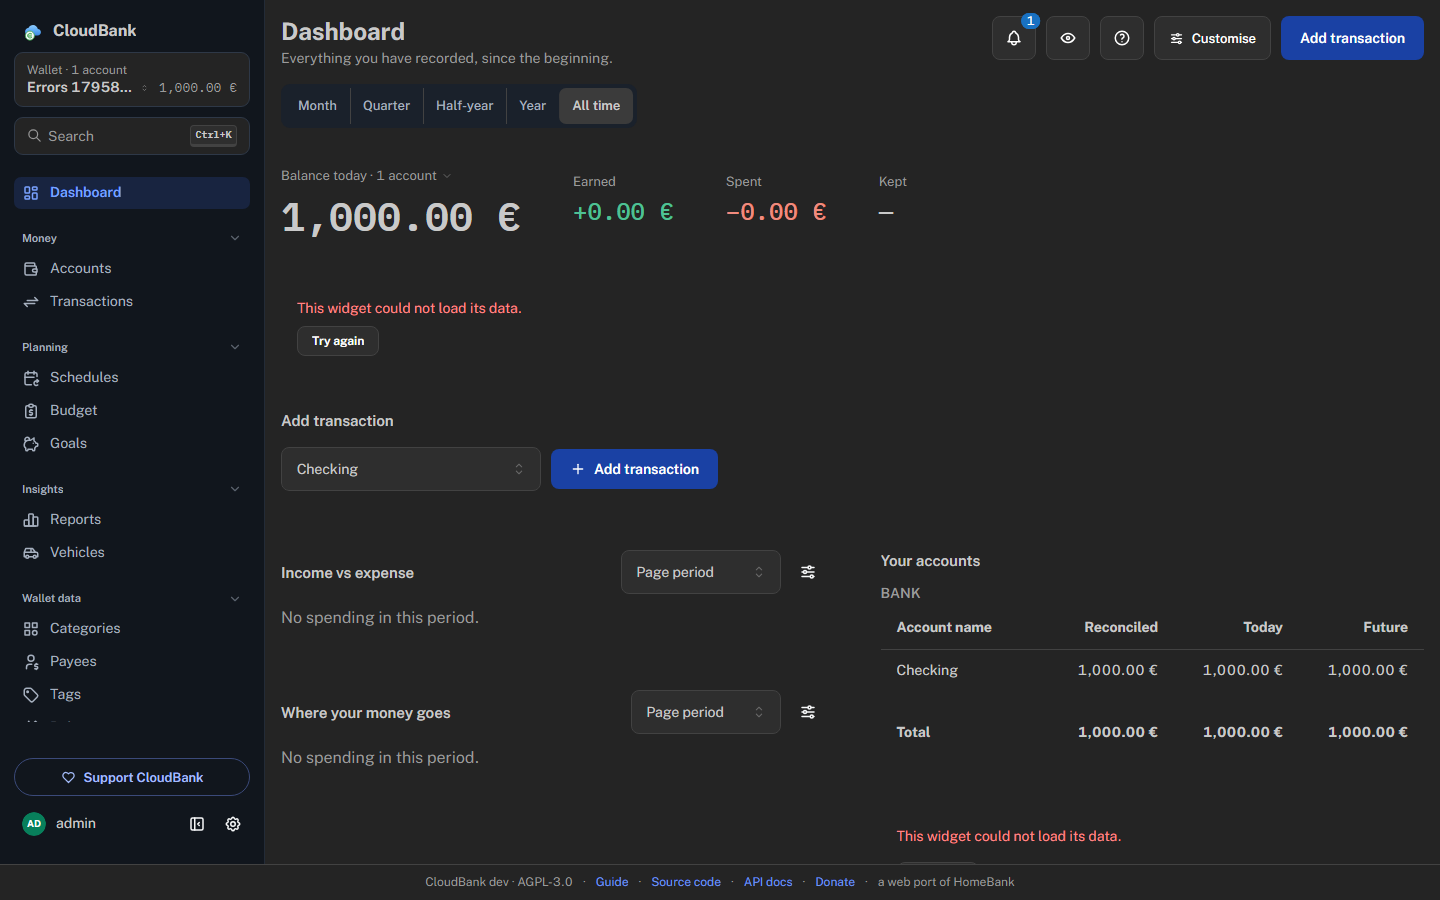 CloudBank
Wallet · 1 account
Errors 17958... 1,000.00 €
Search Ctrl+K
Dashboard
Money
Accounts
Transactions
Planning
Schedules
Budget
Goals
Insights
Reports
Vehicles
Wallet data
Categories
Payees
Tags
Support CloudBank
AD admin
Dashboard
Everything you have recorded, since the beginning.
1
Customise
Add transaction
Month Quarter Half-year Year All time
Balance today · 1 account
1,000.00 €
Earned
+0.00 €
Spent
−0.00 €
Kept
—
This widget could not load its data.
Try again
Add transaction
Checking
Add transaction
Income vs expense Page period
No spending in this period.
Where your money goes Page period
No spending in this period.
Your accounts
BANK
Account name Reconciled Today Future
Checking 1,000.00 € 1,000.00 € 1,000.00 €
Total 1,000.00 € 1,000.00 € 1,000.00 €
This widget could not load its data.
CloudBank dev · AGPL-3.0 · Guide · Source code · API docs · Donate · a web port of HomeBank